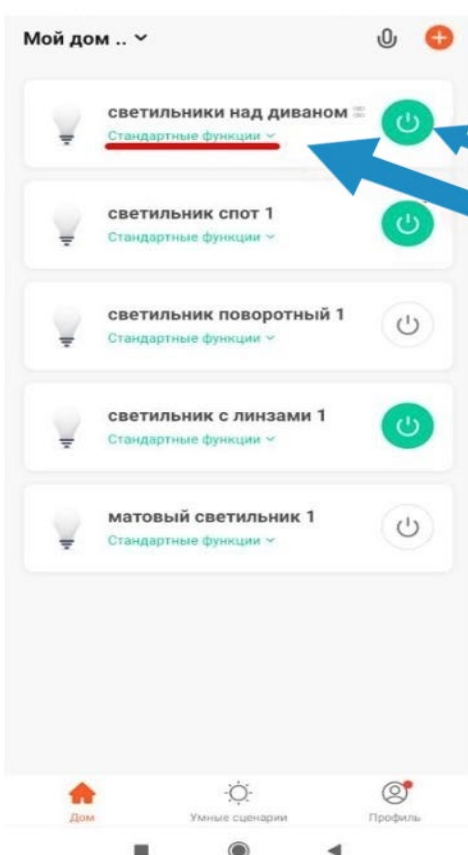 Мой дом ..
светильники над диваном
Стандартные функции
светильник спот 1
Стандартные функции
светильник поворотный 1
Стандартные функции
светильник с линзами 1
Стандартные функции
матовый светильник 1
Стандартные функции
Дом
Умные сценарии
Профиль